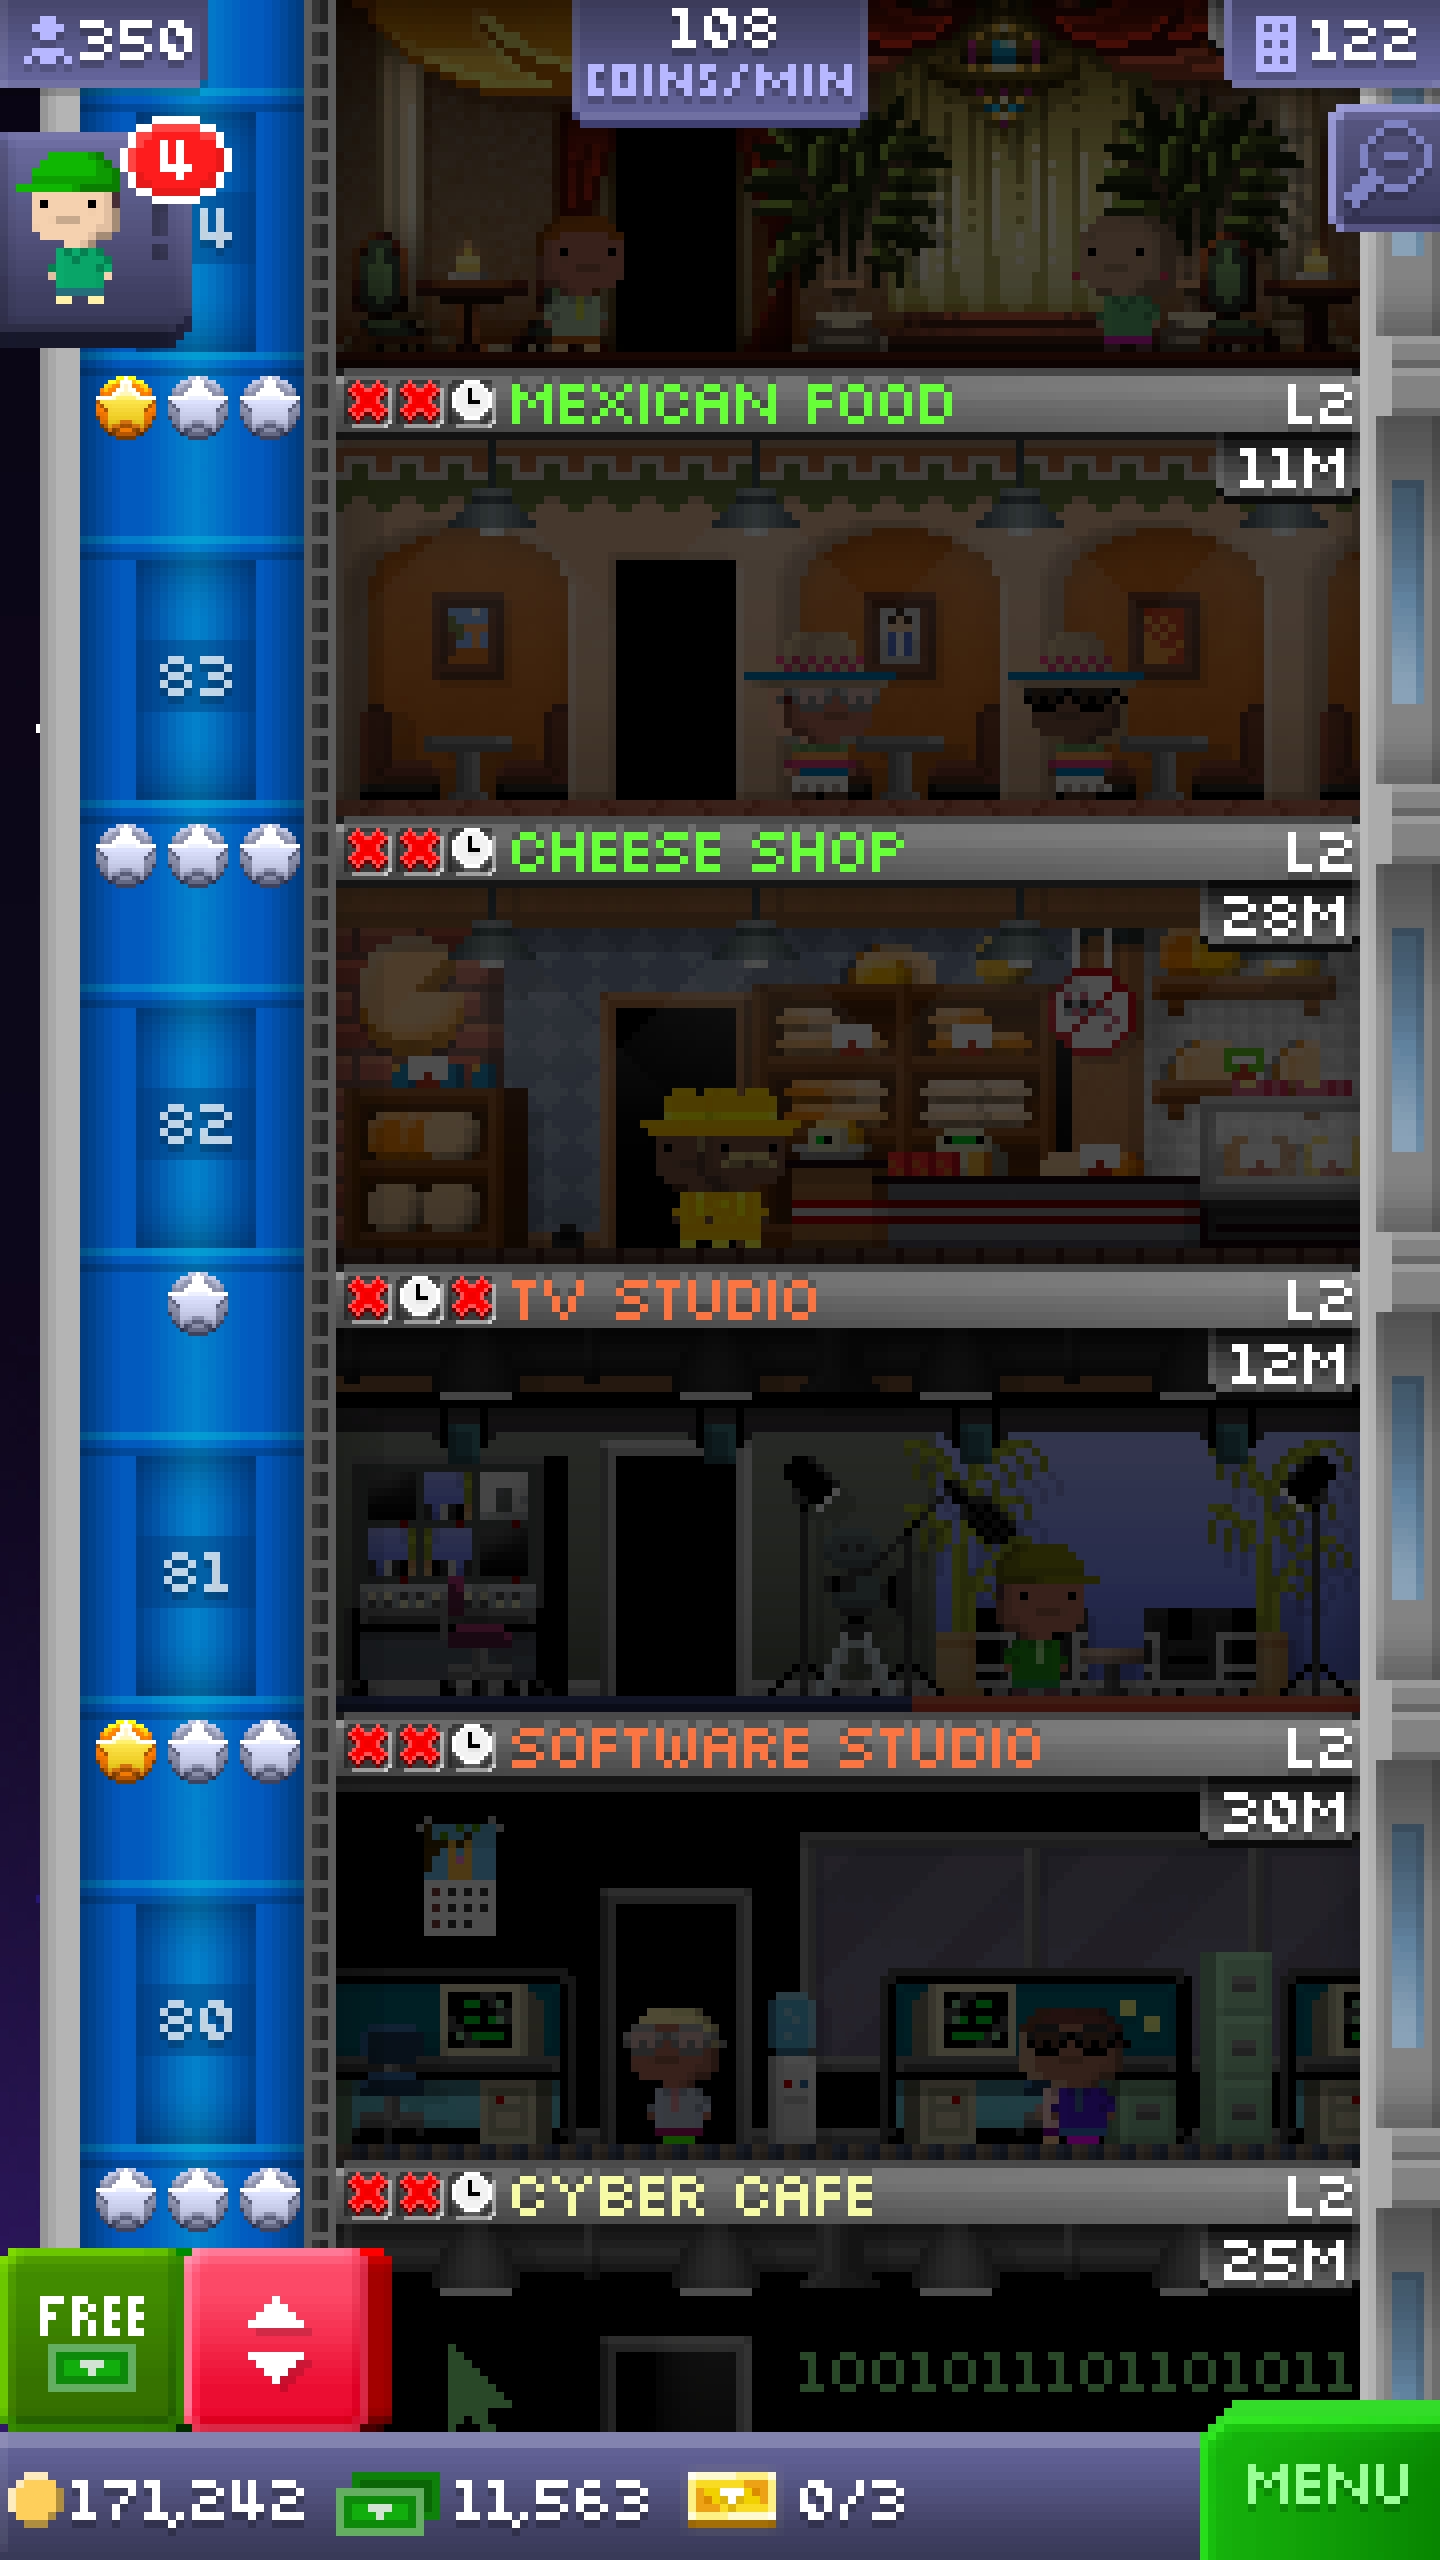 350
108
COINS/MIN
122
4
4
MEXICAN FOOD
L2
11M
83
CHEESE SHOP
L2
28M
82
TV STUDIO
L2
12M
81
SOFTWARE STUDIO
L2
30M
80
CYBER CAFE
L2
25M
FREE
1001011101101011
171,242
11,563
0/3
MENU